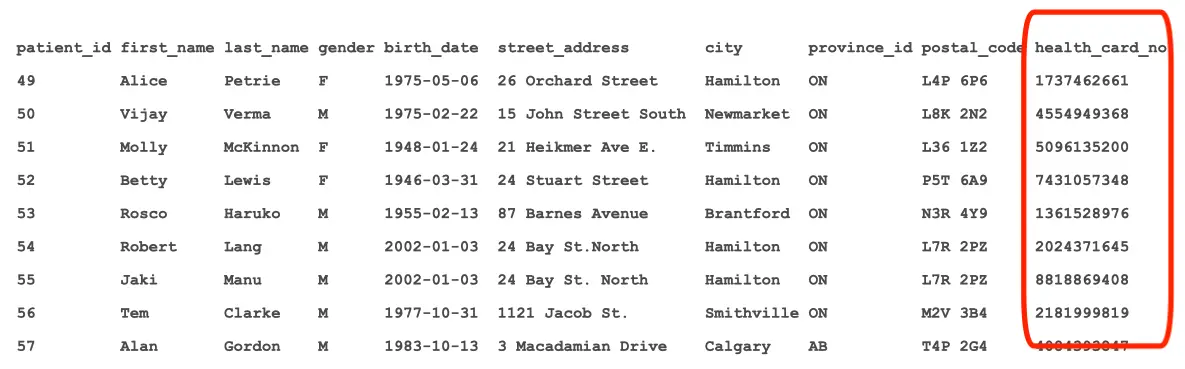 patient_id first_name last_name gender birth_date street_address city province_id postal_code health_card_no
49 Alice Petrie F 1975-05-06 26 Orchard Street Hamilton ON L4P 6P6 1737462661
50 Vijay Verma M 1975-02-22 15 John Street South Newmarket ON L8K 2N2 4554949368
51 Molly McKinnon F 1948-01-24 21 Heikmer Ave E. Timmins ON L36 1Z2 5096135200
52 Betty Lewis F 1946-03-31 24 Stuart Street Hamilton ON P5T 6A9 7431057348
53 Rosco Haruko M 1955-02-13 87 Barnes Avenue Brantford ON N3R 4Y9 1361528976
54 Robert Lang M 2002-01-03 24 Bay St.North Hamilton ON L7R 2PZ 2024371645
55 Jaki Manu M 2002-01-03 24 Bay St. North Hamilton ON L7R 2PZ 8818869408
56 Tem Clarke M 1977-10-31 1121 Jacob St. Smithville ON M2V 3B4 2181999819
57 Alan Gordon M 1983-10-13 3 Macadamian Drive Calgary AB T4P 2G4